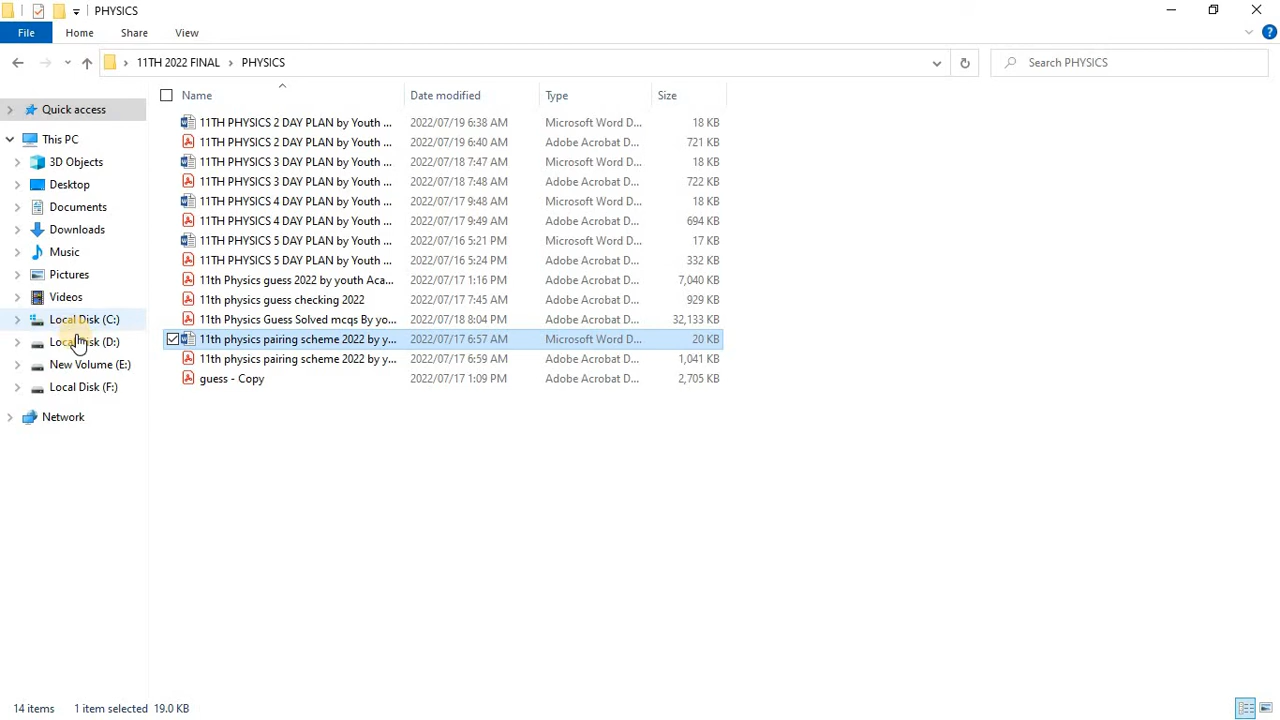 PHYSICS
File Home Share View
11TH 2022 FINAL PHYSICS
Search PHYSICS
Name Date modified Type Size
Quick access
This PC
3D Objects
Desktop
Documents
Downloads
Music
Pictures
Videos
Local Disk (C:)
Local Disk (D:)
New Volume (E:)
Local Disk (F:)
Network
11TH PHYSICS 2 DAY PLAN by Youth ... 2022/07/19 6:38 AM Microsoft Word D... 18 KB
11TH PHYSICS 2 DAY PLAN by Youth ... 2022/07/19 6:40 AM Adobe Acrobat D... 721 KB
11TH PHYSICS 3 DAY PLAN by Youth ... 2022/07/18 7:47 AM Microsoft Word D... 18 KB
11TH PHYSICS 3 DAY PLAN by Youth ... 2022/07/18 7:48 AM Adobe Acrobat D... 722 KB
11TH PHYSICS 4 DAY PLAN by Youth ... 2022/07/17 9:48 AM Microsoft Word D... 18 KB
11TH PHYSICS 4 DAY PLAN by Youth ... 2022/07/17 9:49 AM Adobe Acrobat D... 694 KB
11TH PHYSICS 5 DAY PLAN by Youth ... 2022/07/16 5:21 PM Microsoft Word D... 17 KB
11TH PHYSICS 5 DAY PLAN by Youth ... 2022/07/16 5:24 PM Adobe Acrobat D... 332 KB
11th Physics guess 2022 by youth Aca... 2022/07/17 1:16 PM Adobe Acrobat D... 7,040 KB
11th physics guess checking 2022 2022/07/17 7:45 AM Adobe Acrobat D... 929 KB
11th Physics Guess Solved mcqs By yo... 2022/07/18 8:04 PM Adobe Acrobat D... 32,133 KB
11th physics pairing scheme 2022 by y... 2022/07/17 6:57 AM Microsoft Word D... 20 KB
11th physics pairing scheme 2022 by y... 2022/07/17 6:59 AM Adobe Acrobat D... 1,041 KB
guess - Copy 2022/07/17 1:09 PM Adobe Acrobat D... 2,705 KB
14 items 1 item selected 19.0 KB